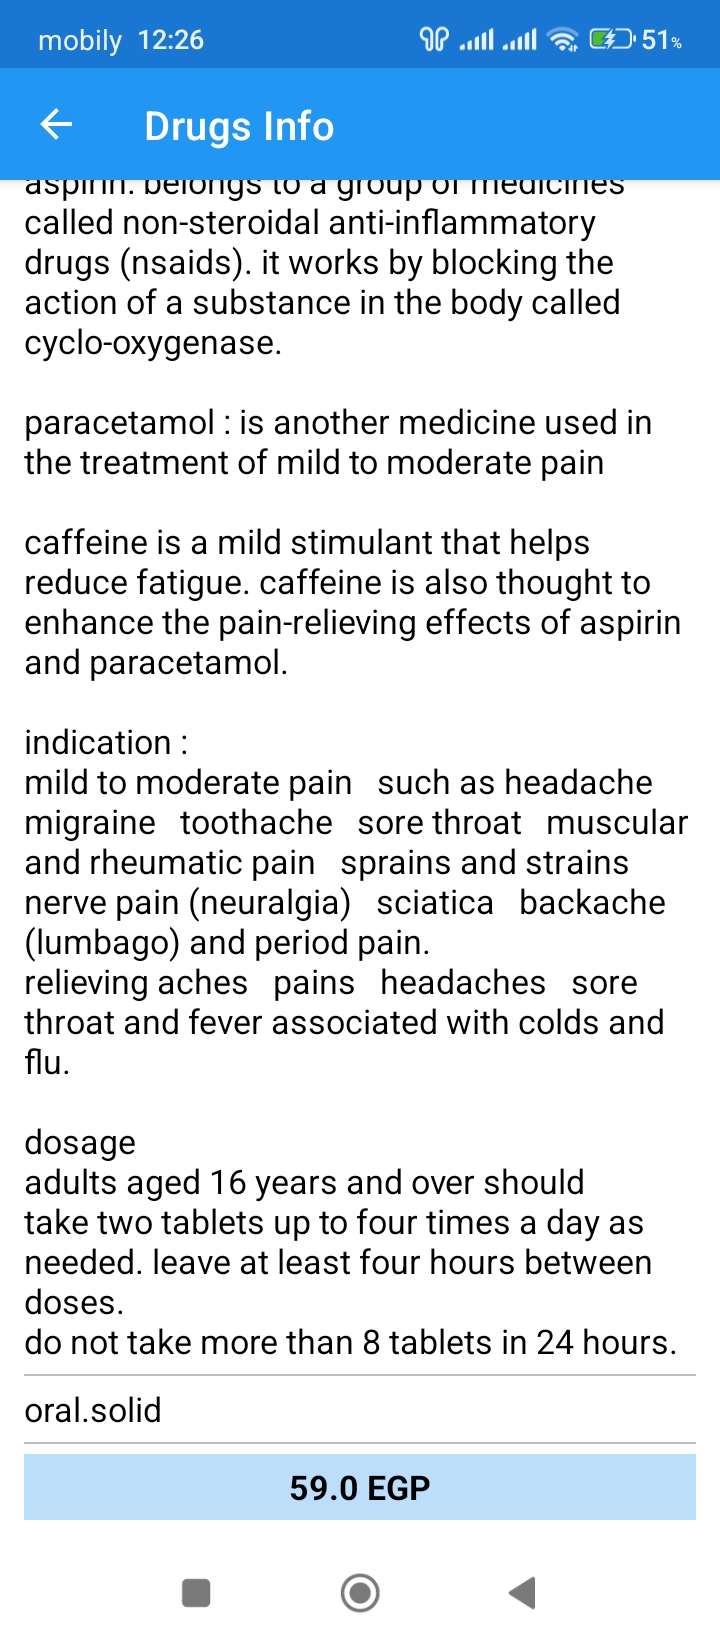 mobily 12:26 51%
Drugs Info
aspirin. belongs to a group of medicines
called non-steroidal anti-inflammatory
drugs (nsaids). it works by blocking the
action of a substance in the body called
cyclo-oxygenase.
paracetamol : is another medicine used in
the treatment of mild to moderate pain
caffeine is a mild stimulant that helps
reduce fatigue. caffeine is also thought to
enhance the pain-relieving effects of aspirin
and paracetamol.
indication :
mild to moderate pain   such as headache
migraine   toothache   sore throat   muscular
and rheumatic pain   sprains and strains
nerve pain (neuralgia)   sciatica   backache
(lumbago) and period pain.
relieving aches   pains   headaches   sore
throat and fever associated with colds and
flu.
dosage
adults aged 16 years and over should
take two tablets up to four times a day as
needed. leave at least four hours between
doses.
do not take more than 8 tablets in 24 hours.
oral.solid
59.0 EGP